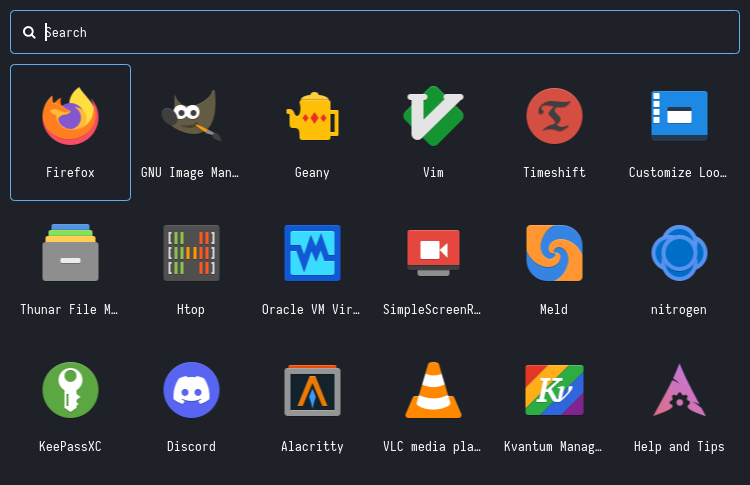 Search
Firefox
GNU Image Man…
Geany
Vim
Timeshift
Customize Loo…
Thunar File M…
Htop
Oracle VM Vir…
SimpleScreenR…
Meld
nitrogen
KeePassXC
Discord
Alacritty
VLC media pla…
Kv
Kvantum Manag…
Help and Tips